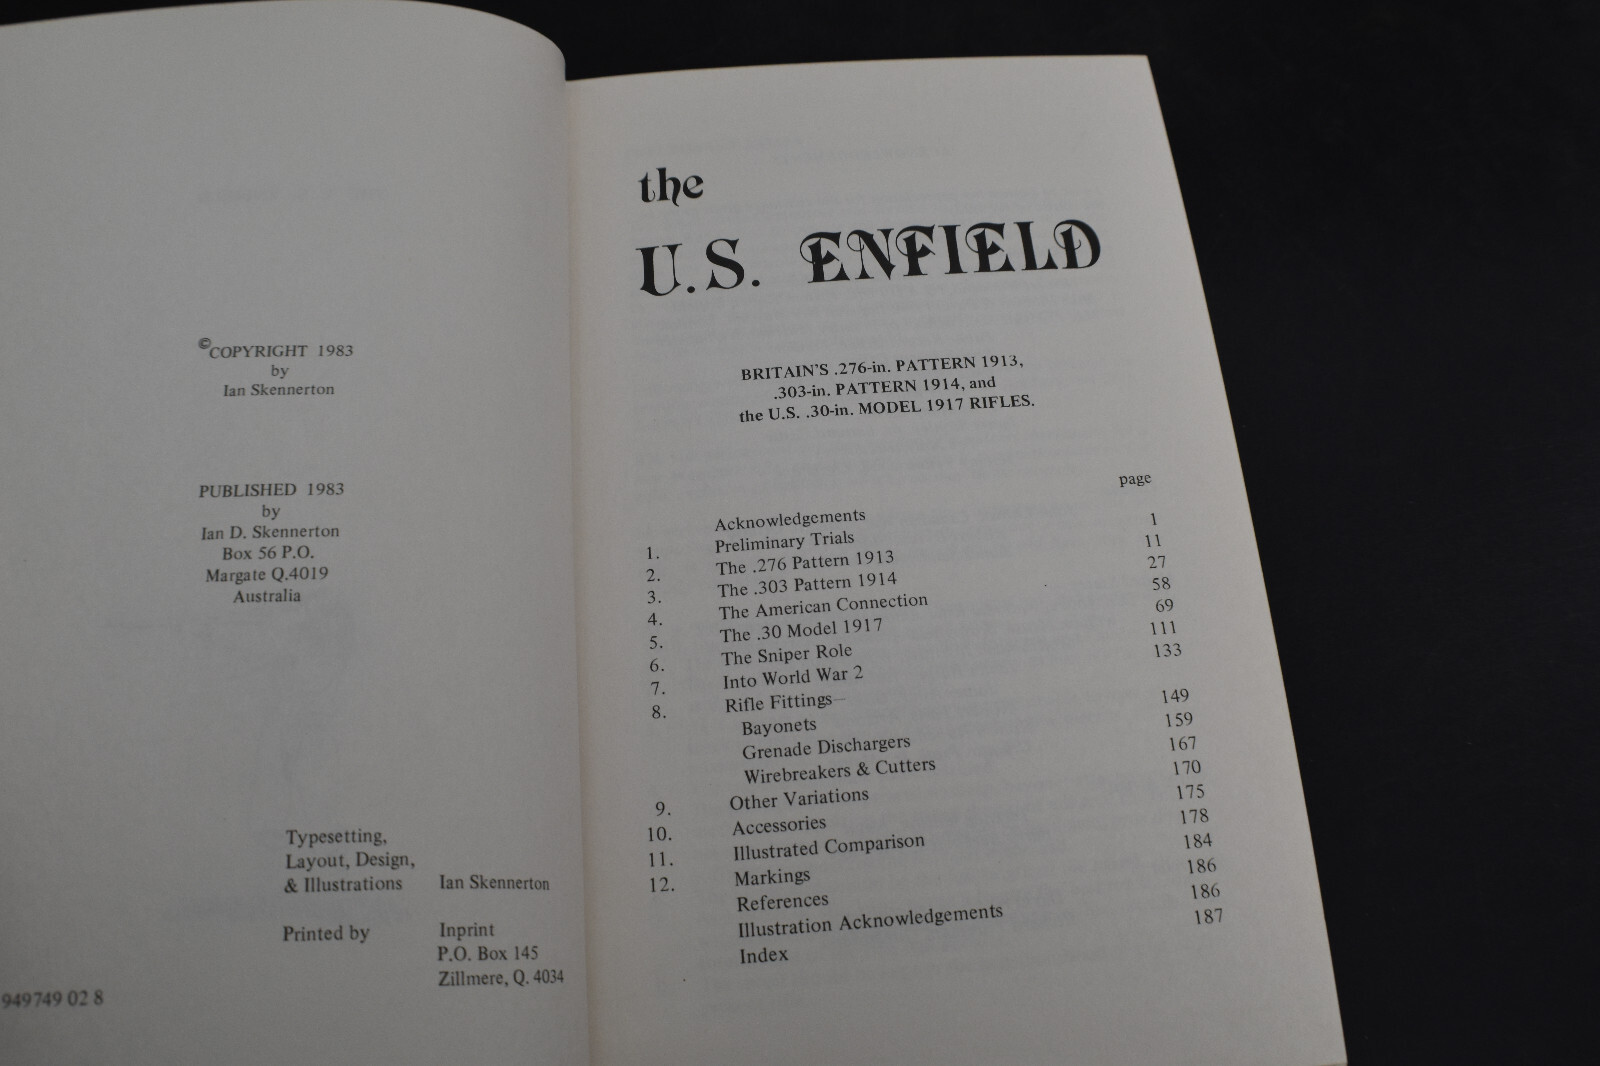 ©COPYRIGHT 1983
by
Ian Skennerton
PUBLISHED 1983
by
Ian D. Skennerton
Box 56 P.O.
Margate Q.4019
Australia
Typesetting,
Layout, Design,
& Illustrations Ian Skennerton
Printed by Inprint
P.O. Box 145
Zillmere, Q. 4034
949749 02 8
the
U.S. ENFIELD
BRITAIN'S .276-in. PATTERN 1913,
.303-in. PATTERN 1914, and
the U.S. .30-in. MODEL 1917 RIFLES.
page
Acknowledgements
1. Preliminary Trials 1
2. The .276 Pattern 1913 11
3. The .303 Pattern 1914 27
4. The American Connection 58
5. The .30 Model 1917 69
6. The Sniper Role 111
7. Into World War 2 133
8. Rifle Fittings—
Bayonets 149
Grenade Dischargers 159
Wirebreakers & Cutters 167
9. Other Variations 170
10. Accessories 175
11. Illustrated Comparison 178
12. Markings 184
References 186
Illustration Acknowledgements 186
Index 187